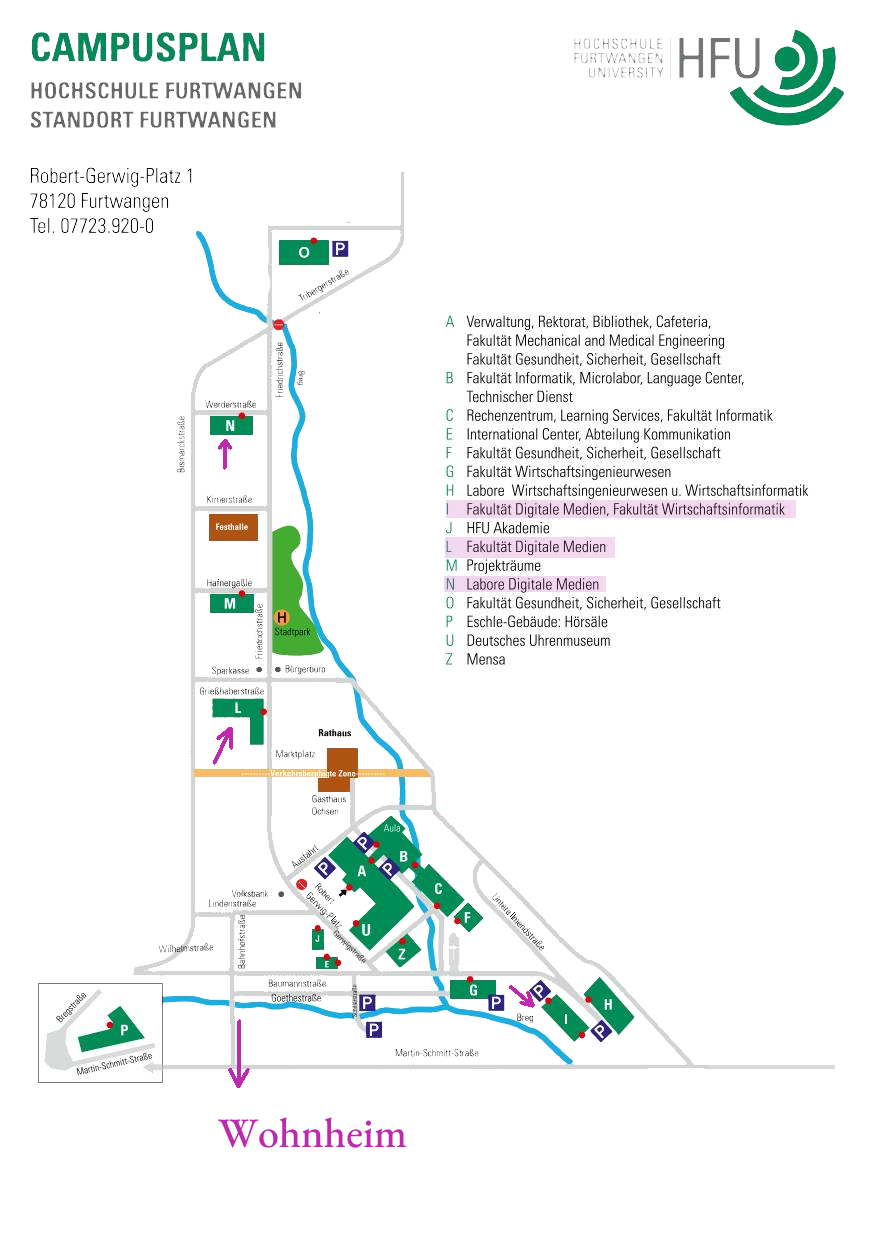 CAMPUSPLAN
HOCHSCHULE FURTWANGEN
STANDORT FURTWANGEN
HOCHSCHULE
FURTWANGEN
UNIVERSITY
HFU
Robert-Gerwig-Platz 1
78120 Furtwangen
Tel. 07723.920-0
O
P
Tribergerstraße
Friedrichstraße
Breg
Werderstraße
N
Bismarckstraße
Kirnerstraße
Festhalle
Hafnergäßle
M
Friedrichstraße
H
Stadtpark
Sparkasse
Bürgerbüro
Grießhaberstraße
L
Rathaus
Marktplatz
Verkehrsberuhigte Zone
Gasthaus
Ochsen
A Verwaltung, Rektorat, Bibliothek, Cafeteria,
Fakultät Mechanical and Medical Engineering
Fakultät Gesundheit, Sicherheit, Gesellschaft
B Fakultät Informatik, Microlabor, Language Center,
Technischer Dienst
C Rechenzentrum, Learning Services, Fakultät Informatik
E International Center, Abteilung Kommunikation
F Fakultät Gesundheit, Sicherheit, Gesellschaft
G Fakultät Wirtschaftsingenieurwesen
H Labore Wirtschaftsingenieurwesen u. Wirtschaftsinformatik
I Fakultät Digitale Medien, Fakultät Wirtschaftsinformatik
J HFU Akademie
L Fakultät Digitale Medien
M Projekträume
N Labore Digitale Medien
O Fakultät Gesundheit, Sicherheit, Gesellschaft
P Eschle-Gebäude: Hörsäle
U Deutsches Uhrenmuseum
Z Mensa
Aula
P
B
Ausfahrt
P
A
P
C
Volksbank
Lindenstraße
Robert
Gerwig-Platz
Gerwigstraße
U
F
Untere Allmendstraße
J
E
Z
Wilhelmstraße
Bahnhofstraße
Baumannstraße
Goethestraße
P
P
G
P
Breg
P
I
H
P
Bregstraße
P
Martin-Schmitt-Straße
Martin-Schmitt-Straße
Wohnheim